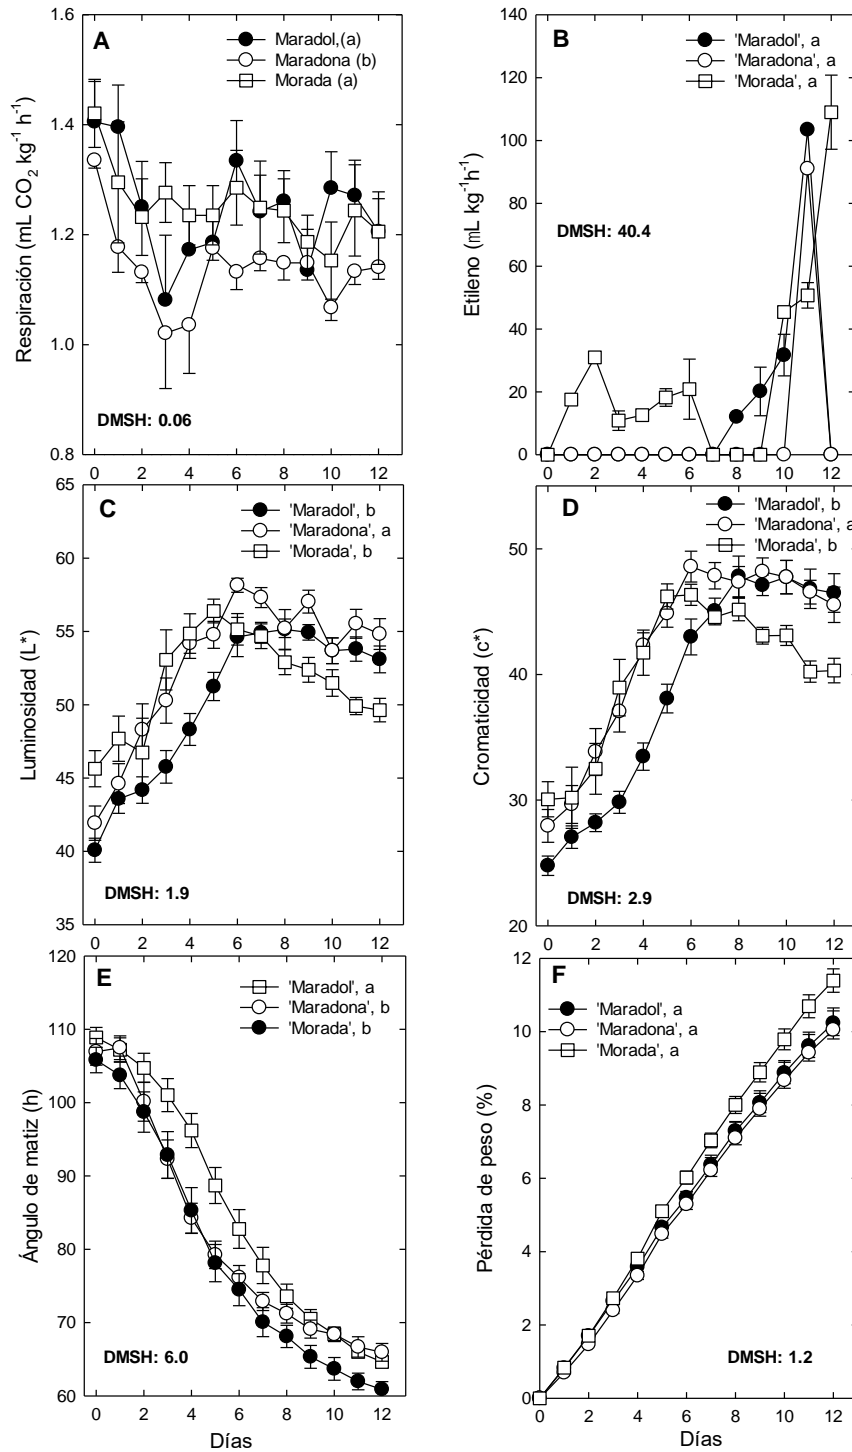 A
Maradol,(a)
Maradona (b)
Morada (a)
Respiración (mL CO2 kg-1 h-1)
1.6
1.4
1.2
1.0
0.8
DMSH: 0.06
0 2 4 6 8 10 12
B
'Maradol', a
'Maradona', a
'Morada', a
Etileno (mL kg-1h-1)
140
120
100
80
60
40
20
0
DMSH: 40.4
0 2 4 6 8 10 12
C
'Maradol', b
'Maradona', a
'Morada', b
Luminosidad (L*)
65
60
55
50
45
40
35
DMSH: 1.9
0 2 4 6 8 10 12
D
'Maradol', b
'Maradona', a
'Morada', b
Cromaticidad (c*)
50
40
30
20
DMSH: 2.9
0 2 4 6 8 10 12
E
'Maradol', a
'Maradona', b
'Morada', b
Ángulo de matiz (h)
120
110
100
90
80
70
60
DMSH: 6.0
0 2 4 6 8 10 12
Días
F
'Maradol', a
'Maradona', a
'Morada', a
Pérdida de peso (%)
12
10
8
6
4
2
0
DMSH: 1.2
0 2 4 6 8 10 12
Días